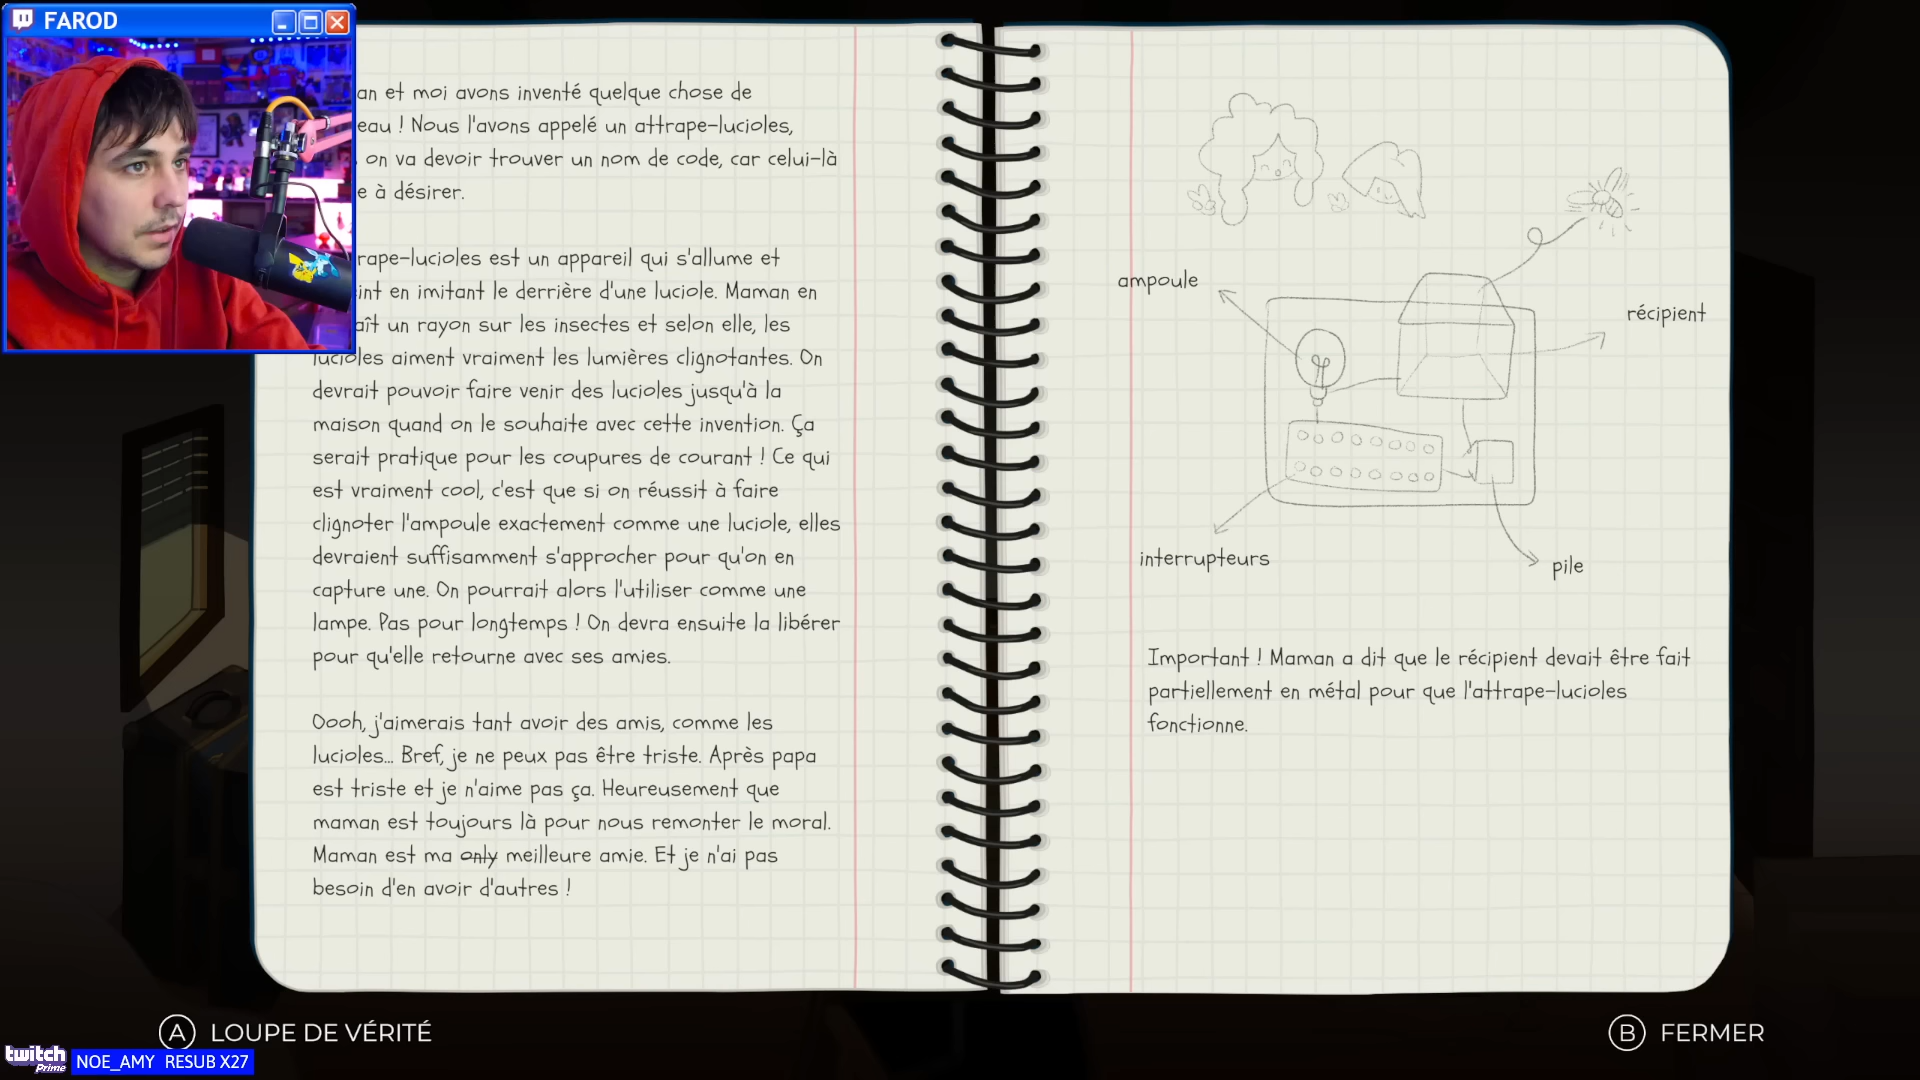 FAROD
et moi avons inventé quelque chose de
! Nous l'avons appelé un attrape-lucioles,
on va devoir trouver un nom de code, car celui-là
à désirer.
est un appareil qui s'allume et
en imitant le derrière d'une luciole. Maman en
un rayon sur les insectes et selon elle, les
lucioles aiment vraiment les lumières clignotantes. On
devrait pouvoir faire venir des lucioles jusqu'à la
maison quand on le souhaite avec cette invention. Ça
serait pratique pour les coupures de courant ! Ce qui
est vraiment cool, c'est que si on réussit à faire
clignoter l'ampoule exactement comme une luciole, elles
devraient suffisamment s'approcher pour qu'on en
capture une. On pourrait alors l'utiliser comme une
lampe. Pas pour longtemps ! On devra ensuite la libérer
pour qu'elle retourne avec ses amies.
Oooh, j'aimerais tant avoir des amis, comme les
lucioles... Bref, je ne peux pas être triste. Après papa
est triste et je n'aime pas ça. Heureusement que
maman est toujours là pour nous remonter le moral.
Maman est ma only meilleure amie. Et je n'ai pas
besoin d'en avoir d'autres !
ampoule
récipient
interrupteurs
pile
Important ! Maman a dit que le récipient devait être fait
partiellement en métal pour que l'attrape-lucioles
fonctionne.
A LOUPE DE VÉRITÉ
B FERMER
twitch
Prime
NOE_AMY RESUB X27